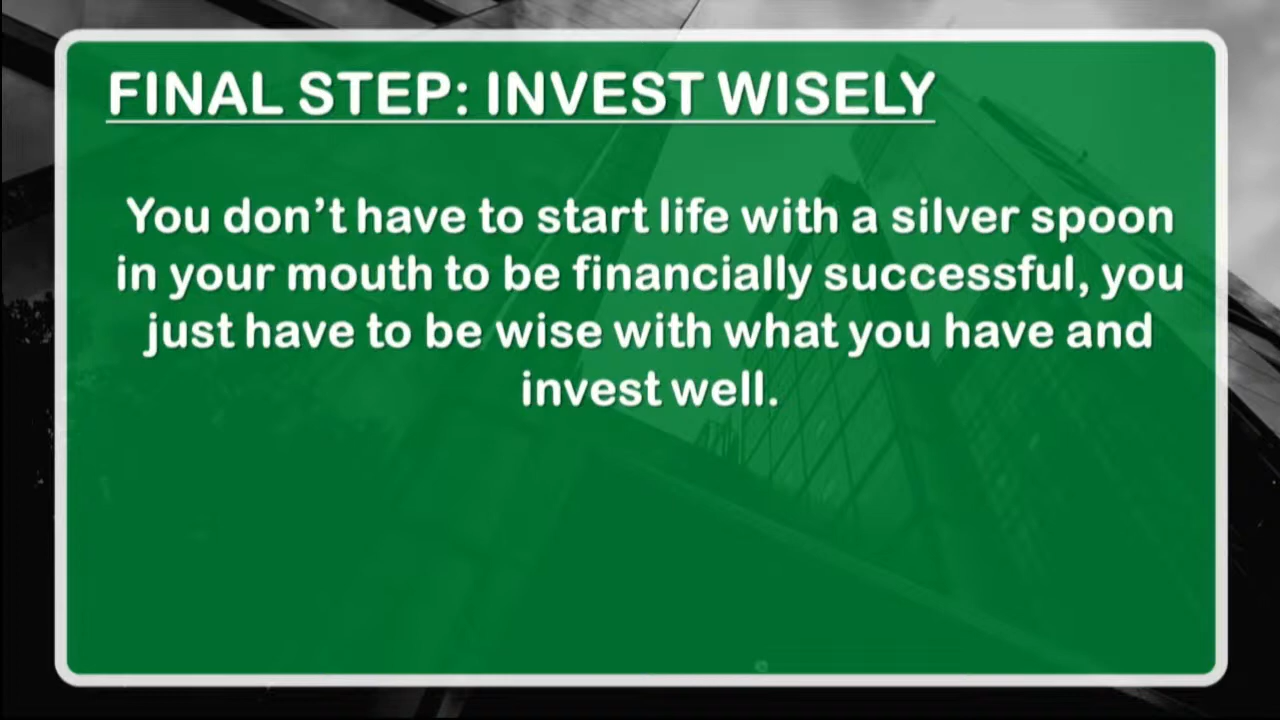 FINAL STEP: INVEST WISELY
You don’t have to start life with a silver spoon
in your mouth to be financially successful, you
just have to be wise with what you have and
invest well.